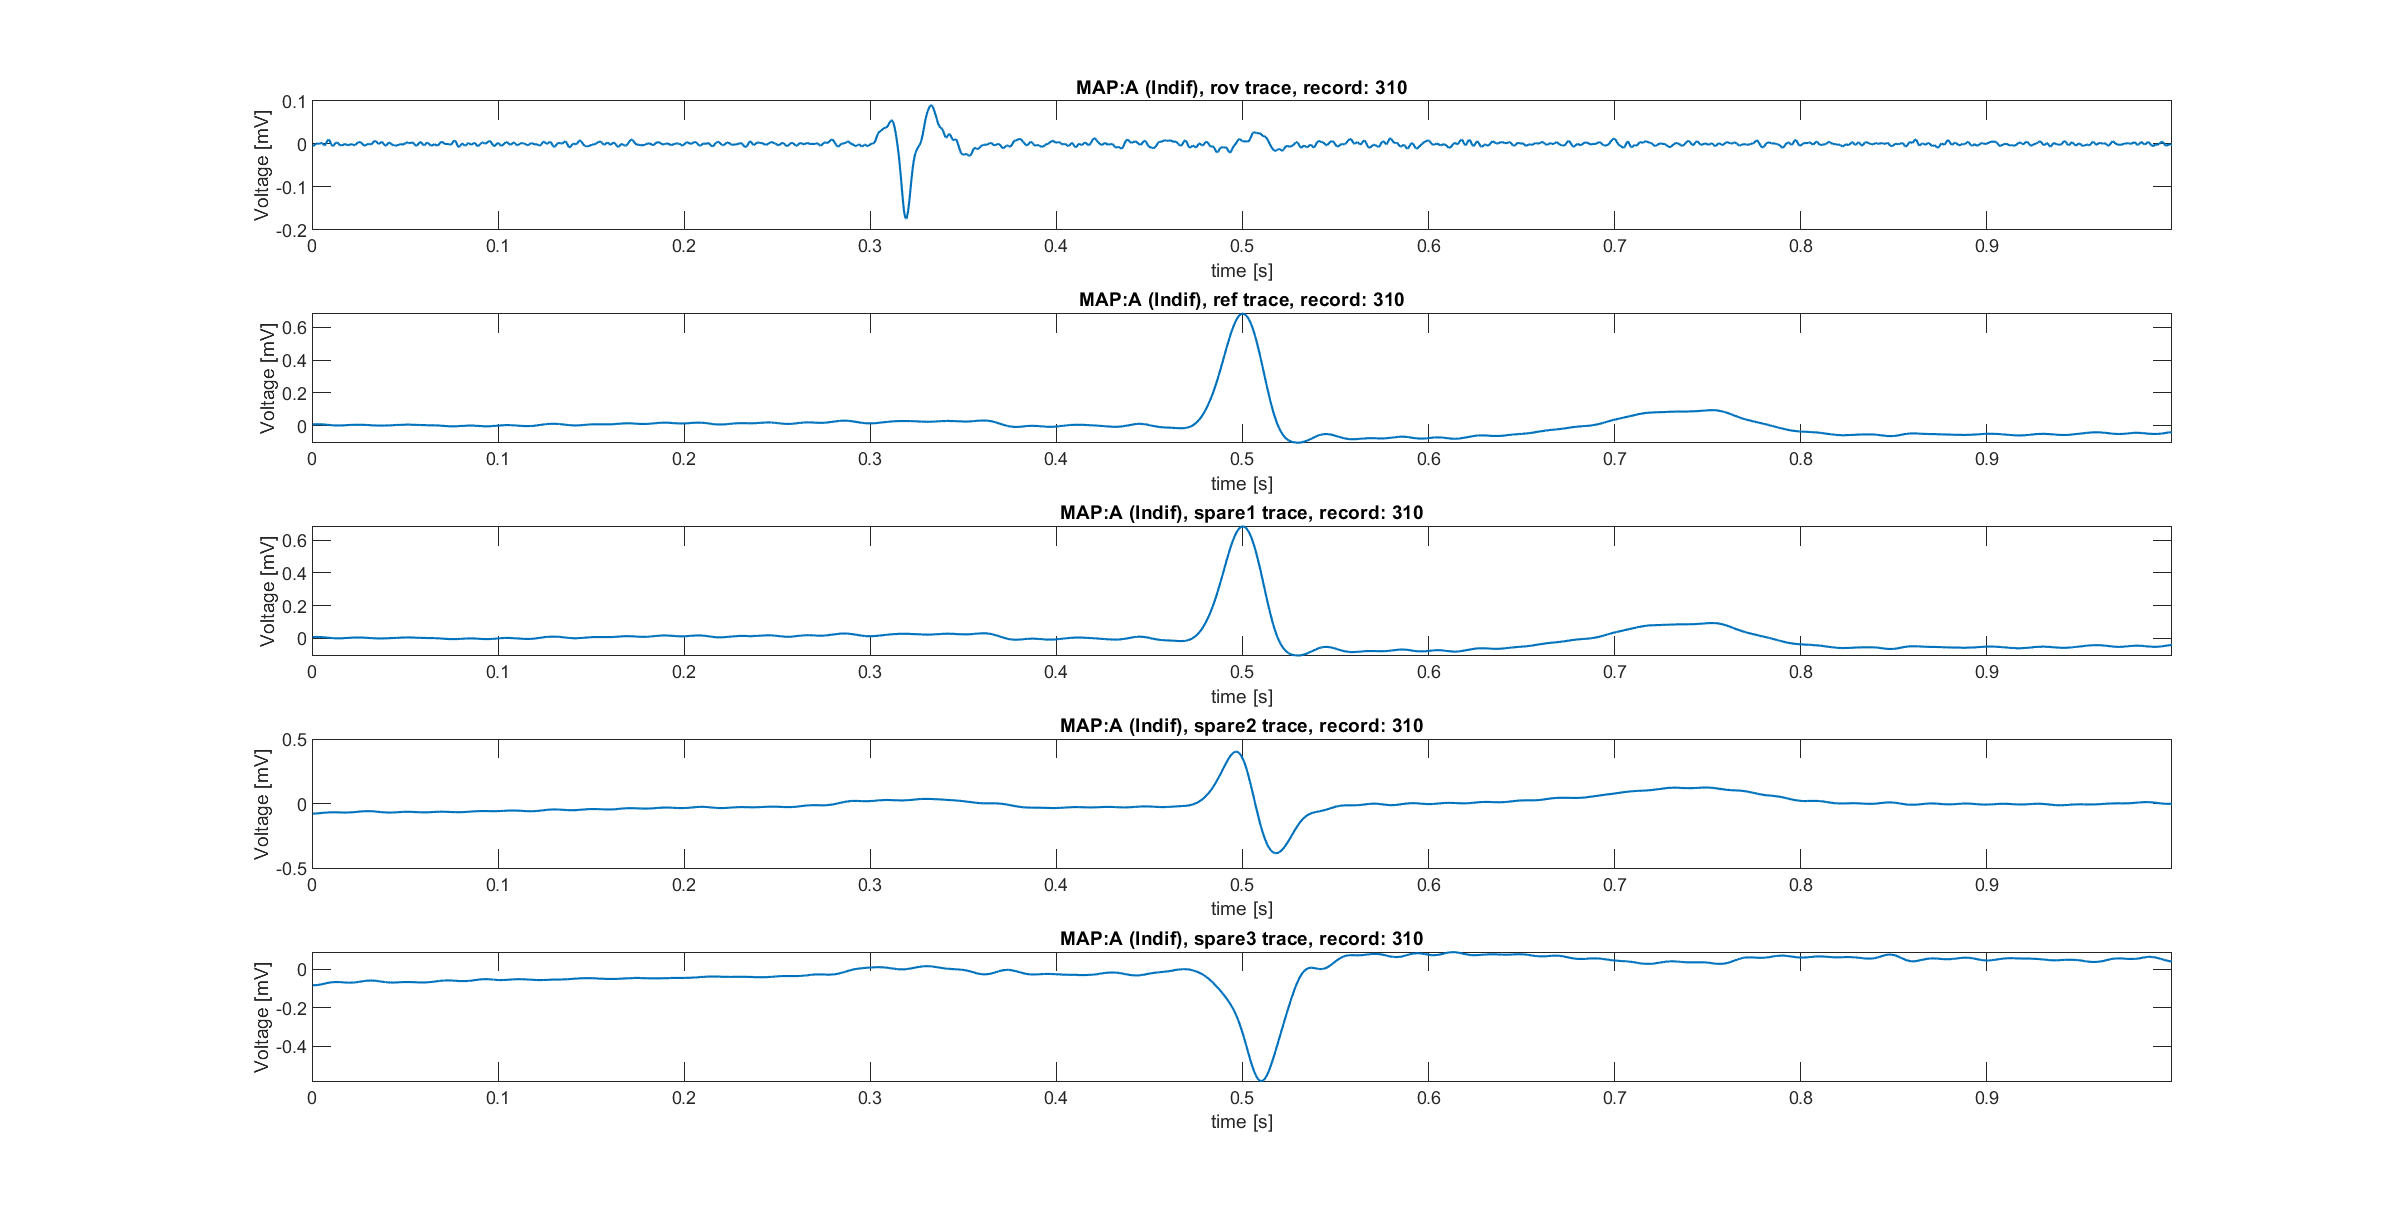 MAP:A (Indif), rov trace, record: 310
Voltage [mV]
0.1
0
-0.1
-0.2
0 0.1 0.2 0.3 0.4 0.5 0.6 0.7 0.8 0.9
time [s]
MAP:A (Indif), ref trace, record: 310
Voltage [mV]
0.6
0.4
0.2
0
0 0.1 0.2 0.3 0.4 0.5 0.6 0.7 0.8 0.9
time [s]
MAP:A (Indif), spare1 trace, record: 310
Voltage [mV]
0.6
0.4
0.2
0
0 0.1 0.2 0.3 0.4 0.5 0.6 0.7 0.8 0.9
time [s]
MAP:A (Indif), spare2 trace, record: 310
Voltage [mV]
0.5
0
-0.5
0 0.1 0.2 0.3 0.4 0.5 0.6 0.7 0.8 0.9
time [s]
MAP:A (Indif), spare3 trace, record: 310
Voltage [mV]
0
-0.2
-0.4
0 0.1 0.2 0.3 0.4 0.5 0.6 0.7 0.8 0.9
time [s]